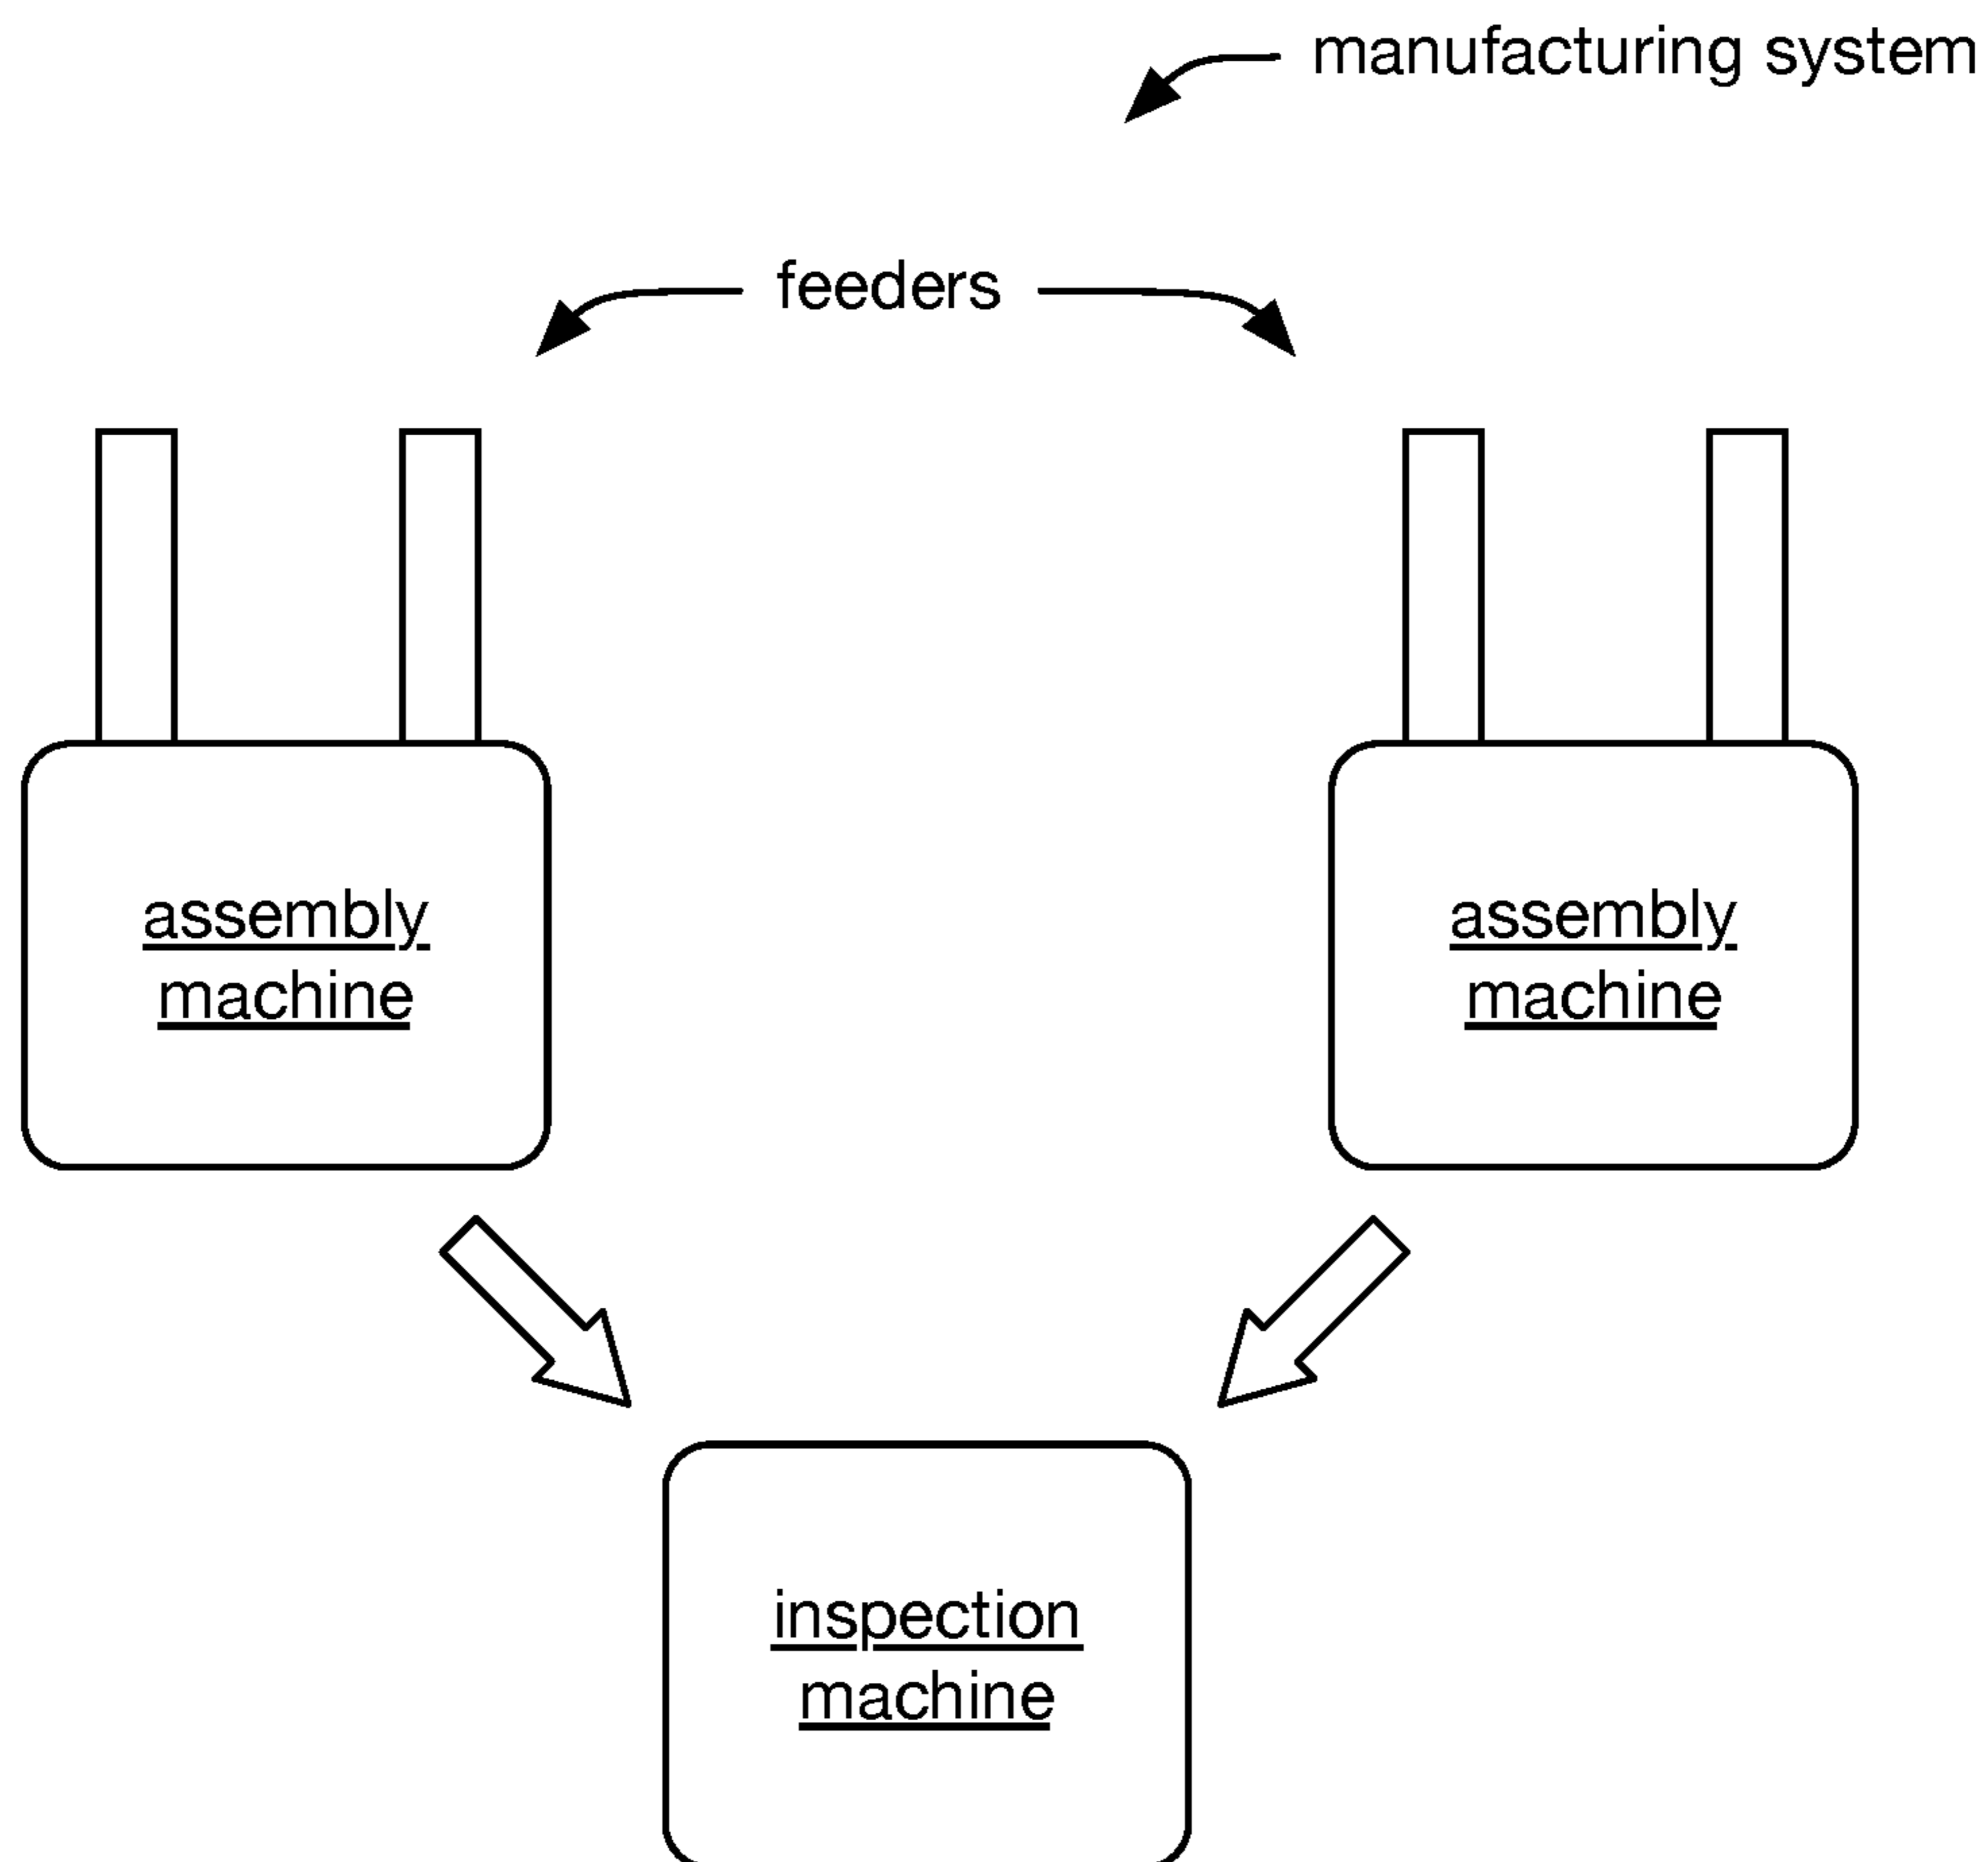 manufacturing system
feeders
assembly
machine
assembly
machine
inspection
machine